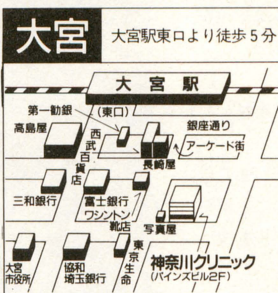 大宮
大宮駅東口より徒歩5分
大宮駅
(東口)
第一勧銀
高島屋
西武百貨店
長崎屋
銀座通り
アーケード街
三和銀行
富士銀行
ワシントン
靴店
写真屋
大宮
市役所
協和
埼玉銀行
東京生命
神奈川クリニック
(パインズビル2F)